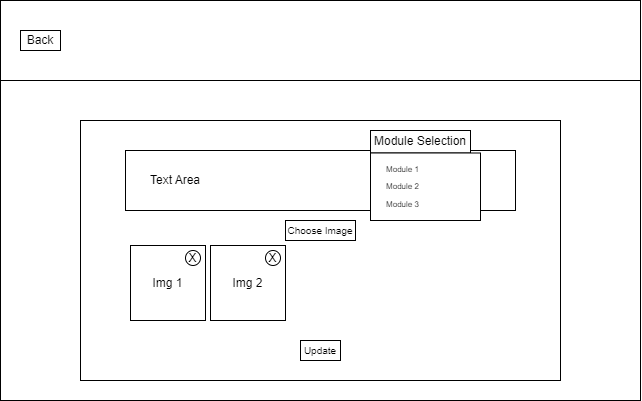 Back
Module Selection
Module 1
Text Area
Module 2
Module 3
Choose Image
X
X
Img 1
Img 2
Update